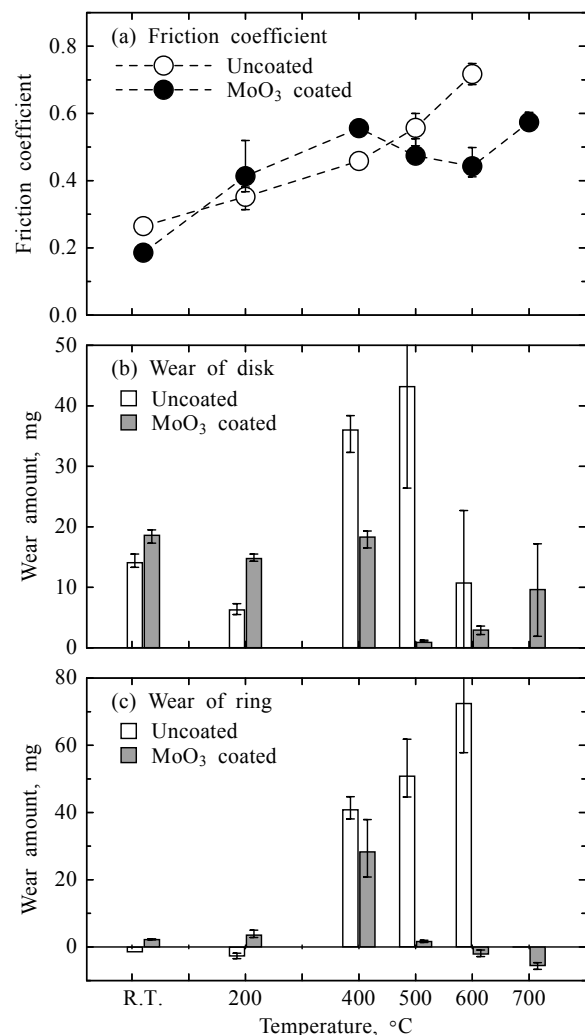 (a) Friction coefficient
Uncoated
MoO₃ coated
Friction coefficient
0.8
0.6
0.4
0.2
0.0
(b) Wear of disk
Uncoated
MoO₃ coated
Wear amount, mg
50
40
30
20
10
0
(c) Wear of ring
Uncoated
MoO₃ coated
Wear amount, mg
80
60
40
20
0
R.T. 200 400 500 600 700
Temperature, °C